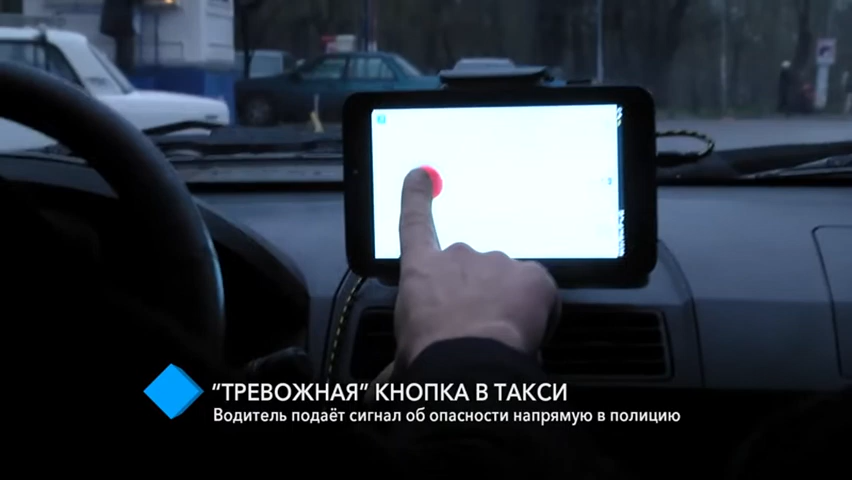 "ТРЕВОЖНАЯ" КНОПКА В ТАКСИ
Водитель подаёт сигнал об опасности напрямую в полицию